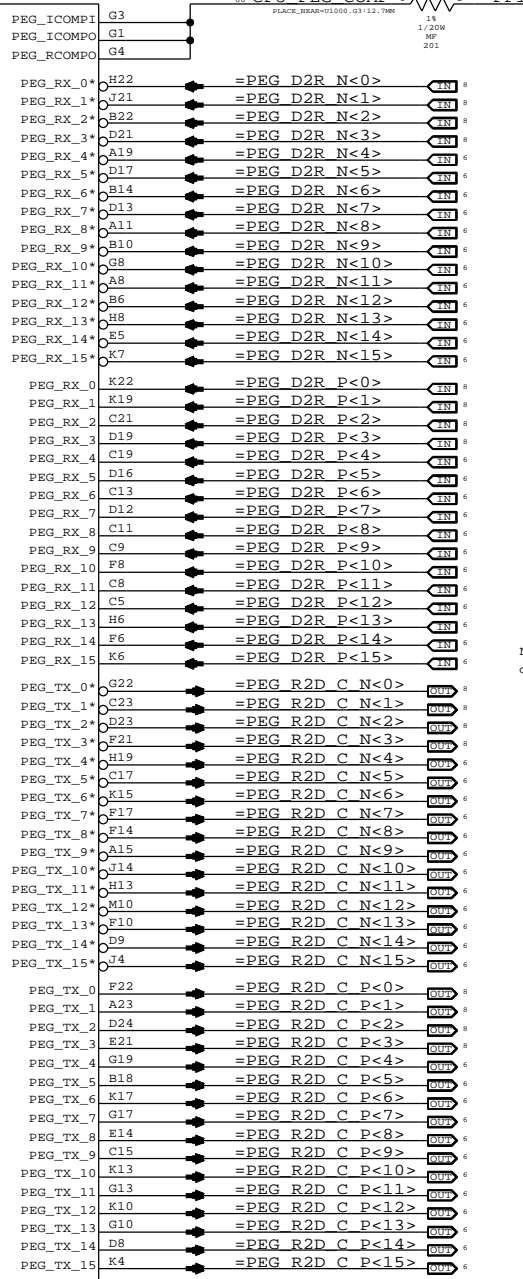 PEG_ICOMPI G3
PLACE_NEAR=U1000.G3:12.7MM
PEG_ICOMPO G1
PEG_RCOMPO G4
1%
1/20W
MF
201
PEG_RX_0* H22 =PEG_D2R_N<0> IN 8
PEG_RX_1* J21 =PEG_D2R_N<1> IN 8
PEG_RX_2* B22 =PEG_D2R_N<2> IN 8
PEG_RX_3* D21 =PEG_D2R_N<3> IN 8
PEG_RX_4* A19 =PEG_D2R_N<4> IN 6
PEG_RX_5* D17 =PEG_D2R_N<5> IN 6
PEG_RX_6* B14 =PEG_D2R_N<6> IN 6
PEG_RX_7* D13 =PEG_D2R_N<7> IN 6
PEG_RX_8* A11 =PEG_D2R_N<8> IN 6
PEG_RX_9* B10 =PEG_D2R_N<9> IN 6
PEG_RX_10* G8 =PEG_D2R_N<10> IN 6
PEG_RX_11* A8 =PEG_D2R_N<11> IN 6
PEG_RX_12* B6 =PEG_D2R_N<12> IN 6
PEG_RX_13* H8 =PEG_D2R_N<13> IN 6
PEG_RX_14* E5 =PEG_D2R_N<14> IN 6
PEG_RX_15* K7 =PEG_D2R_N<15> IN 6
PEG_RX_0 K22 =PEG_D2R_P<0> IN 8
PEG_RX_1 K19 =PEG_D2R_P<1> IN 8
PEG_RX_2 C21 =PEG_D2R_P<2> IN 8
PEG_RX_3 D19 =PEG_D2R_P<3> IN 8
PEG_RX_4 C19 =PEG_D2R_P<4> IN 6
PEG_RX_5 D16 =PEG_D2R_P<5> IN 6
PEG_RX_6 C13 =PEG_D2R_P<6> IN 6
PEG_RX_7 D12 =PEG_D2R_P<7> IN 6
PEG_RX_8 C11 =PEG_D2R_P<8> IN 6
PEG_RX_9 C9 =PEG_D2R_P<9> IN 6
PEG_RX_10 F8 =PEG_D2R_P<10> IN 6
PEG_RX_11 C8 =PEG_D2R_P<11> IN 6
PEG_RX_12 C5 =PEG_D2R_P<12> IN 6
PEG_RX_13 H6 =PEG_D2R_P<13> IN 6
PEG_RX_14 F6 =PEG_D2R_P<14> IN 6
PEG_RX_15 K6 =PEG_D2R_P<15> IN 6
PEG_TX_0* G22 =PEG_R2D_C_N<0> OUT 8
PEG_TX_1* C23 =PEG_R2D_C_N<1> OUT 8
PEG_TX_2* D23 =PEG_R2D_C_N<2> OUT 8
PEG_TX_3* F21 =PEG_R2D_C_N<3> OUT 8
PEG_TX_4* H19 =PEG_R2D_C_N<4> OUT 6
PEG_TX_5* C17 =PEG_R2D_C_N<5> OUT 6
PEG_TX_6* K15 =PEG_R2D_C_N<6> OUT 6
PEG_TX_7* F17 =PEG_R2D_C_N<7> OUT 6
PEG_TX_8* F14 =PEG_R2D_C_N<8> OUT 6
PEG_TX_9* A15 =PEG_R2D_C_N<9> OUT 6
PEG_TX_10* J14 =PEG_R2D_C_N<10> OUT 6
PEG_TX_11* H13 =PEG_R2D_C_N<11> OUT 6
PEG_TX_12* M10 =PEG_R2D_C_N<12> OUT 6
PEG_TX_13* F10 =PEG_R2D_C_N<13> OUT 6
PEG_TX_14* D9 =PEG_R2D_C_N<14> OUT 6
PEG_TX_15* J4 =PEG_R2D_C_N<15> OUT 6
PEG_TX_0 F22 =PEG_R2D_C_P<0> OUT 8
PEG_TX_1 A23 =PEG_R2D_C_P<1> OUT 8
PEG_TX_2 D24 =PEG_R2D_C_P<2> OUT 8
PEG_TX_3 E21 =PEG_R2D_C_P<3> OUT 8
PEG_TX_4 G19 =PEG_R2D_C_P<4> OUT 6
PEG_TX_5 B18 =PEG_R2D_C_P<5> OUT 6
PEG_TX_6 K17 =PEG_R2D_C_P<6> OUT 6
PEG_TX_7 G17 =PEG_R2D_C_P<7> OUT 6
PEG_TX_8 E14 =PEG_R2D_C_P<8> OUT 6
PEG_TX_9 C15 =PEG_R2D_C_P<9> OUT 6
PEG_TX_10 K13 =PEG_R2D_C_P<10> OUT 6
PEG_TX_11 G13 =PEG_R2D_C_P<11> OUT 6
PEG_TX_12 K10 =PEG_R2D_C_P<12> OUT 6
PEG_TX_13 G10 =PEG_R2D_C_P<13> OUT 6
PEG_TX_14 D8 =PEG_R2D_C_P<14> OUT 6
PEG_TX_15 K4 =PEG_R2D_C_P<15> OUT 6